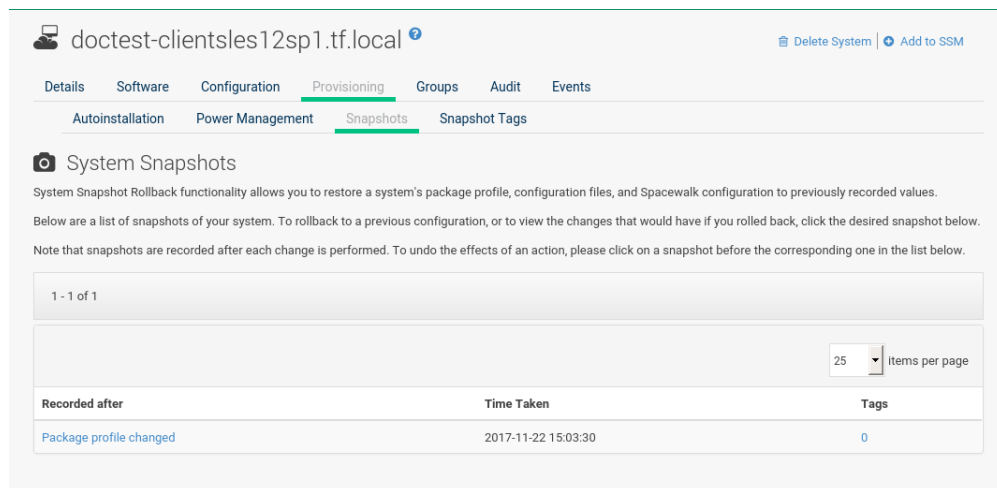 doctest-clientsles12sp1.tf.local ?
Delete System | Add to SSM
Details Software Configuration Provisioning Groups Audit Events
Autoinstallation Power Management Snapshots Snapshot Tags
System Snapshots
System Snapshot Rollback functionality allows you to restore a system's package profile, configuration files, and Spacewalk configuration to previously recorded values.
Below are a list of snapshots of your system. To rollback to a previous configuration, or to view the changes that would have if you rolled back, click the desired snapshot below.
Note that snapshots are recorded after each change is performed. To undo the effects of an action, please click on a snapshot before the corresponding one in the list below.
1 - 1 of 1
25 items per page
Recorded after Time Taken Tags
Package profile changed 2017-11-22 15:03:30 0